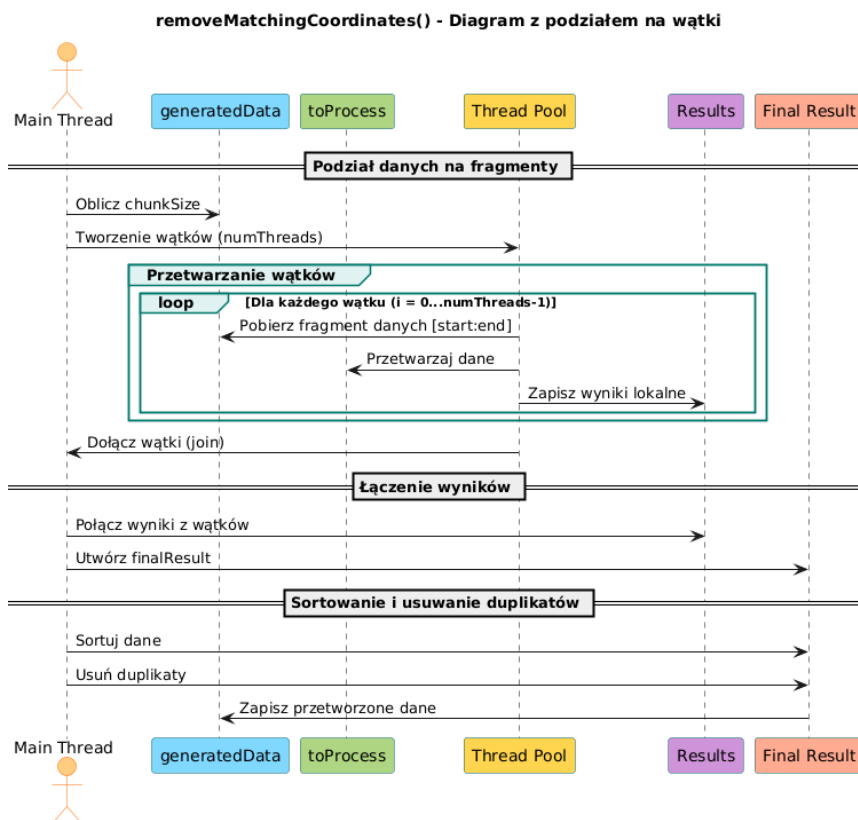 removeMatchingCoordinates() - Diagram z podziałem na wątki
Main Thread
generatedData
toProcess
Thread Pool
Results
Final Result
Podział danych na fragmenty
Oblicz chunkSize
Tworzenie wątków (numThreads)
Przetwarzanie wątków
loop [Dla każdego wątku (i = 0...numThreads-1)]
Pobierz fragment danych [start:end]
Przetwarzaj dane
Zapisz wyniki lokalne
Dołącz wątki (join)
Łączenie wyników
Połącz wyniki z wątków
Utwórz finalResult
Sortowanie i usuwanie duplikatów
Sortuj dane
Usuń duplikaty
Zapisz przetworzone dane
Main Thread
generatedData
toProcess
Thread Pool
Results
Final Result